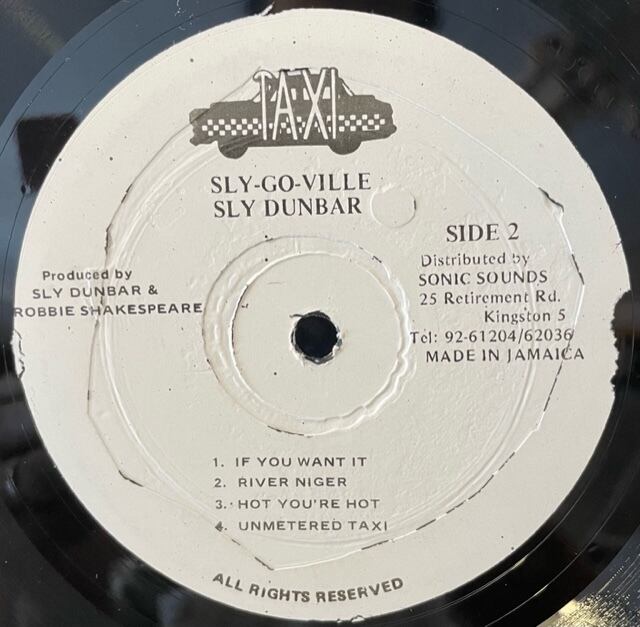 TAXI
SLY-GO-VILLE
SLY DUNBAR
SIDE 2
Produced by
SLY DUNBAR &
ROBBIE SHAKESPEARE
Distributed by
SONIC SOUNDS
25 Retirement Rd.
Kingston 5
Tel: 92-61204/62036
MADE IN JAMAICA
1. IF YOU WANT IT
2. RIVER NIGER
3. HOT YOU'RE HOT
4. UNMETERED TAXI
ALL RIGHTS RESERVED